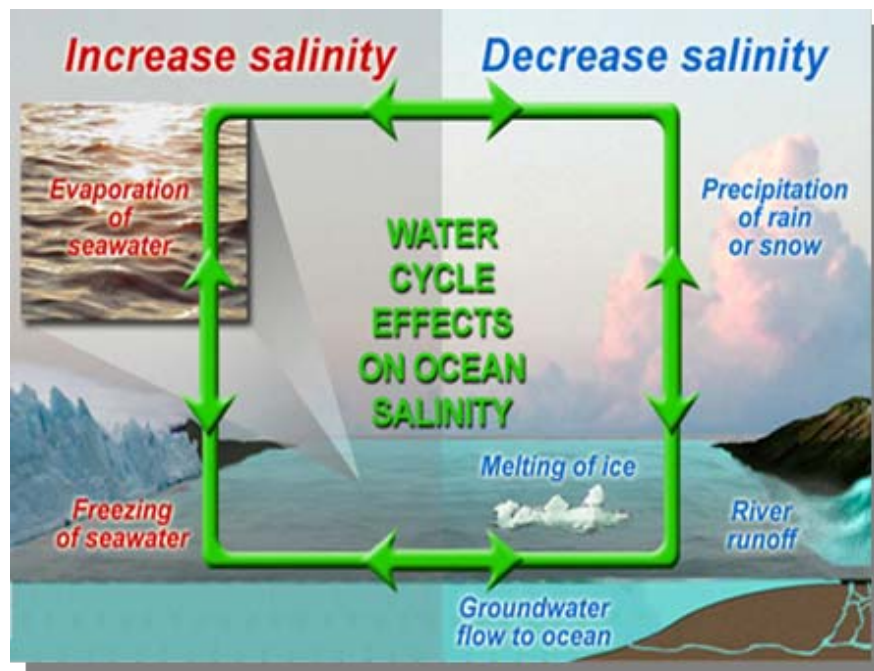 Increase salinity
Decrease salinity
Evaporation
of
seawater
Precipitation
of rain
or snow
WATER
CYCLE
EFFECTS
ON OCEAN
SALINITY
Melting of ice
Freezing
of seawater
River
runoff
Groundwater
flow to ocean